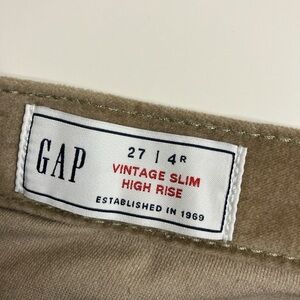 GAP
27 | 4R
VINTAGE SLIM
HIGH RISE
ESTABLISHED IN 1969